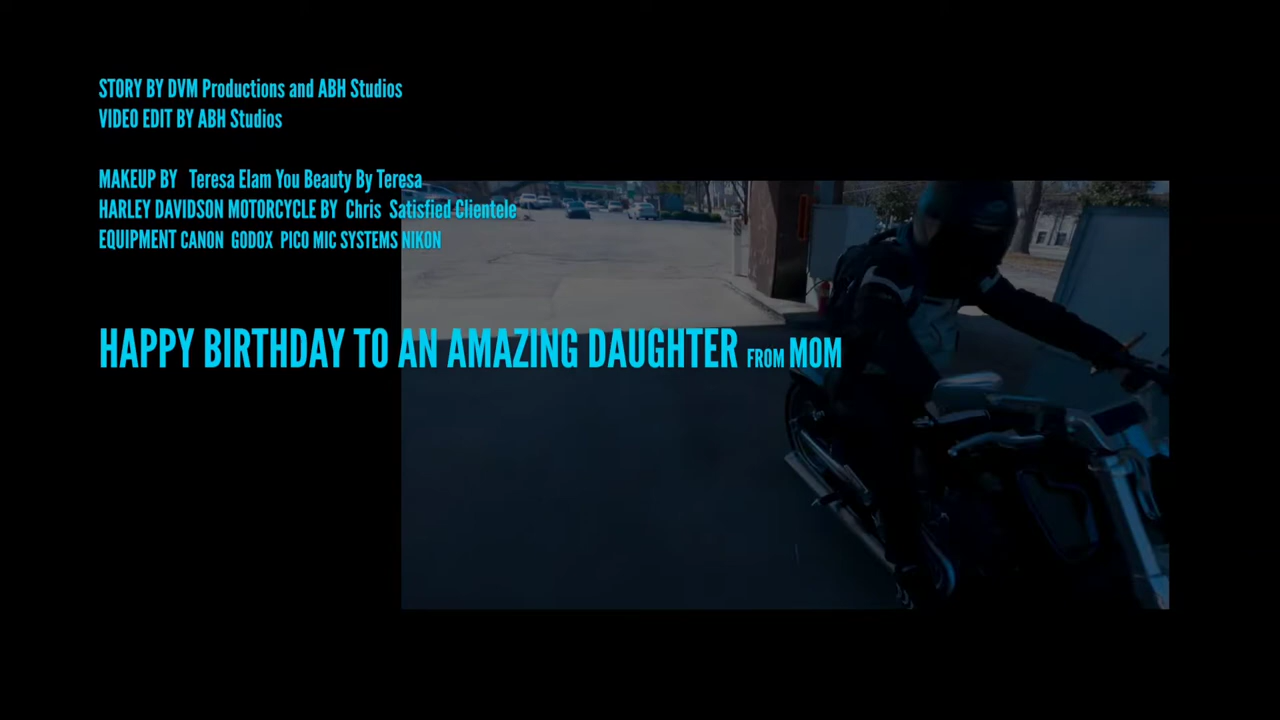 STORY BY DVM Productions and ABH Studios
VIDEO EDIT BY ABH Studios
MAKEUP BY Teresa Elam You Beauty By Teresa
HARLEY DAVIDSON MOTORCYCLE BY Chris Satisfied Clientele
EQUIPMENT CANON GODOX PICO MIC SYSTEMS NIKON
HAPPY BIRTHDAY TO AN AMAZING DAUGHTER FROM MOM